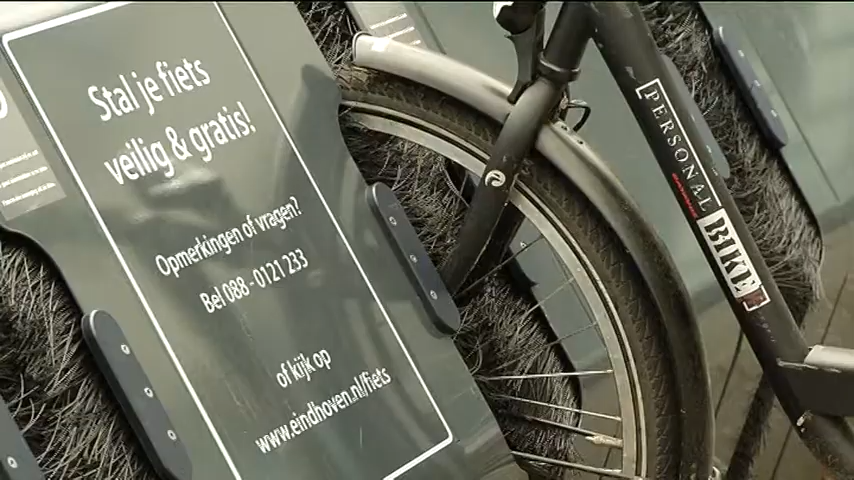 Stal je fiets
veilig & gratis!
Opmerkingen of vragen?
Bel 088 - 0121 233
of kijk op
www.eindhoven.nl/fiets
PERSONAL
BIKE